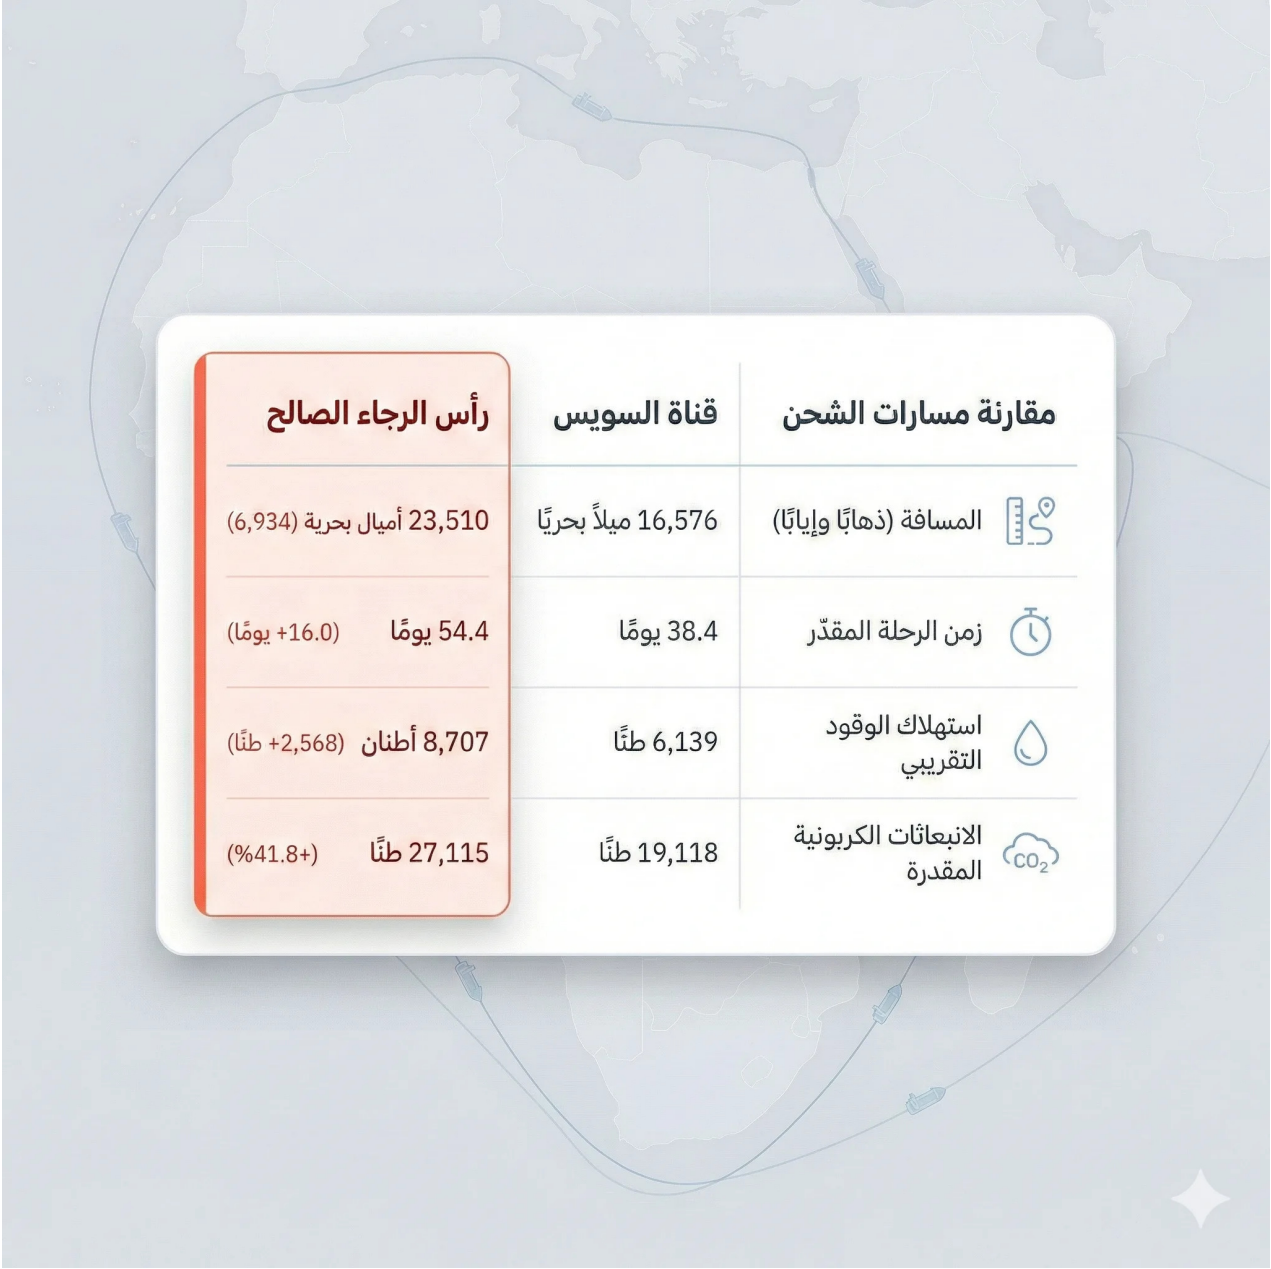 مقارنة مسارات الشحن
قناة السويس
رأس الرجاء الصالح
المسافة (ذهابًا وإيابًا)
16,576 ميلاً بحريًا
23,510 أميال بحرية (6,934)
زمن الرحلة المقدّر
38.4 يومًا
54.4 يومًا (16.0+ يومًا)
استهلاك الوقود
التقريبي
6,139 طنًا
8,707 أطنان (2,568+ طنًا)
CO₂
الانبعاثات الكربونية
المقدرة
19,118 طنًا
27,115 طنًا (+41.8%)